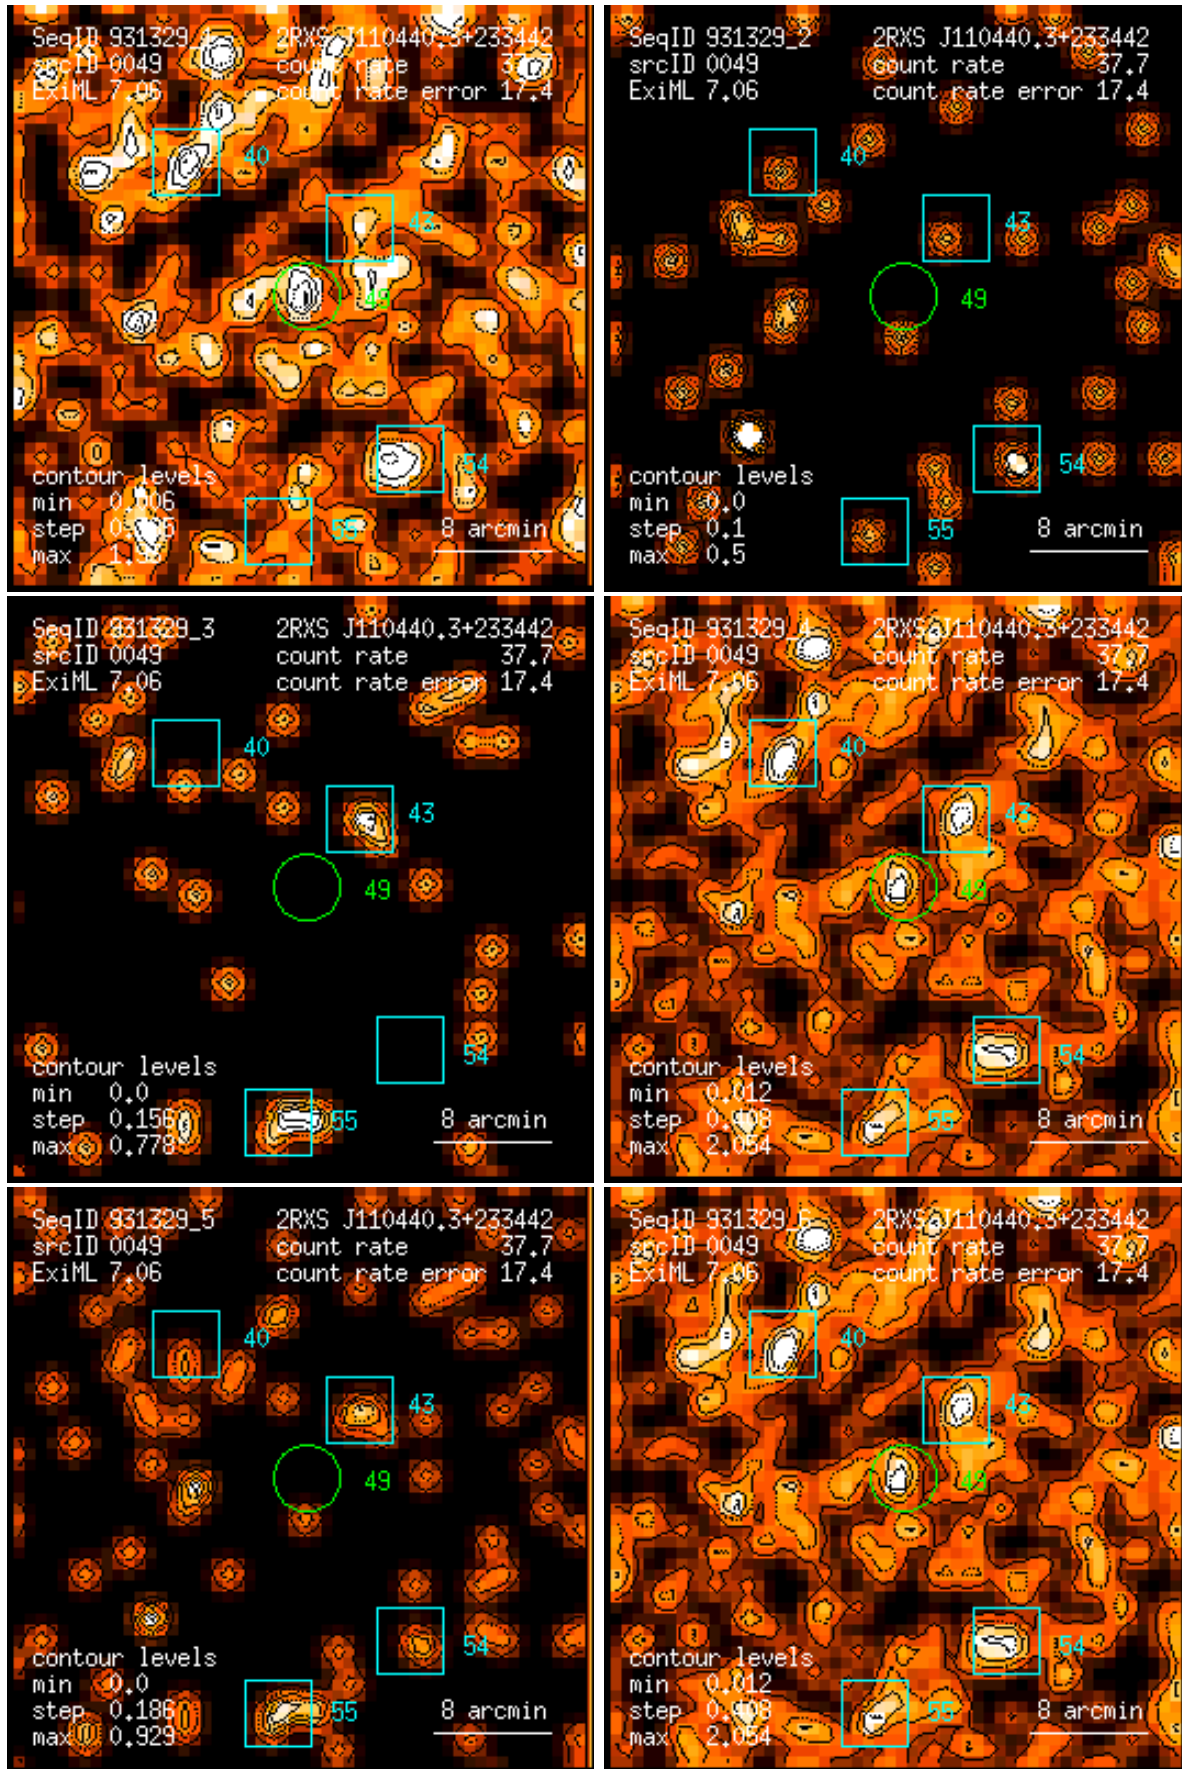 SeqID 931329_1 2RXS J110440.3+233442
srcID 0049 count rate 37.7
ExiML 7.06 count rate error 17.4
40
43
49
54
contour levels
min 0.006
step
55
8 arcmin
max
SeqID 931329_2 2RXS J110440.3+233442
srcID 0049 count rate 37.7
ExiML 7.06 count rate error 17.4
40
43
49
54
contour levels
min 0.0
step 0.1
55
8 arcmin
max 0.5
SeqID 931329_3 2RXS J110440.3+233442
srcID 0049 count rate 37.7
ExiML 7.06 count rate error 17.4
40
43
49
54
contour levels
min 0.0
step 0.156
55
8 arcmin
max 0.778
SeqID 931329_4 2RXS J110440.3+233442
srcID 0049 count rate 37.7
ExiML 7.06 count rate error 17.4
40
43
49
54
contour levels
min 0.012
step 0.408
55
8 arcmin
max 2.054
SeqID 931329_5 2RXS J110440.3+233442
srcID 0049 count rate 37.7
ExiML 7.06 count rate error 17.4
40
43
49
54
contour levels
min 0.0
step 0.186
55
8 arcmin
max 0.929
SeqID 931329_6 2RXS J110440.3+233442
srcID 0049 count rate 37.7
ExiML 7.06 count rate error 17.4
40
43
49
54
contour levels
min 0.012
step 0.408
55
8 arcmin
max 2.054